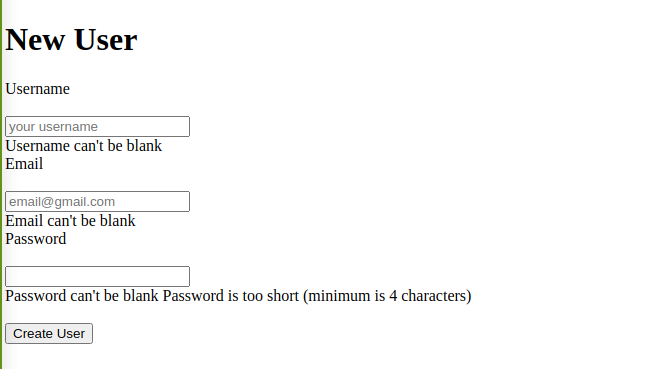 New User
Username
your username
Username can't be blank
Email
email@gmail.com
Email can't be blank
Password
Password can't be blank Password is too short (minimum is 4 characters)
Create User